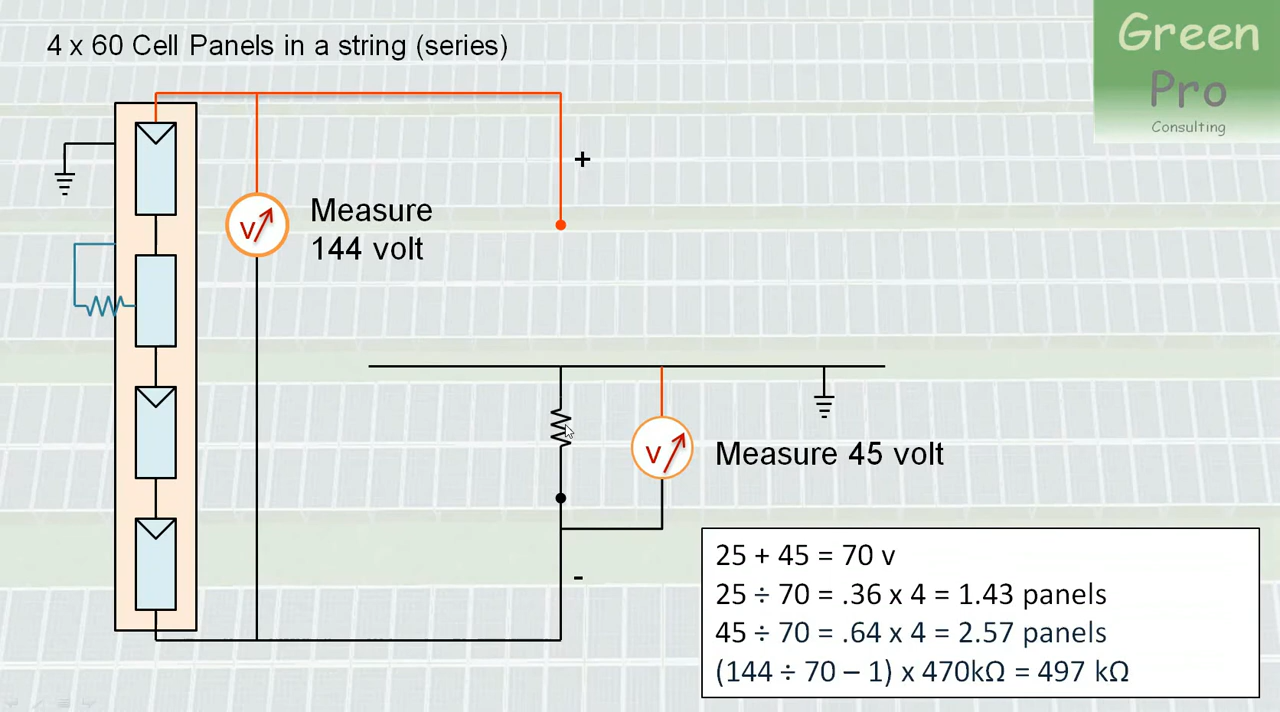 4 x 60 Cell Panels in a string (series)
Green
Pro
Consulting
+
V
Measure
144 volt
V
Measure 45 volt
-
25 + 45 = 70 v
25 ÷ 70 = .36 x 4 = 1.43 panels
45 ÷ 70 = .64 x 4 = 2.57 panels
(144 ÷ 70 – 1) x 470kΩ = 497 kΩ